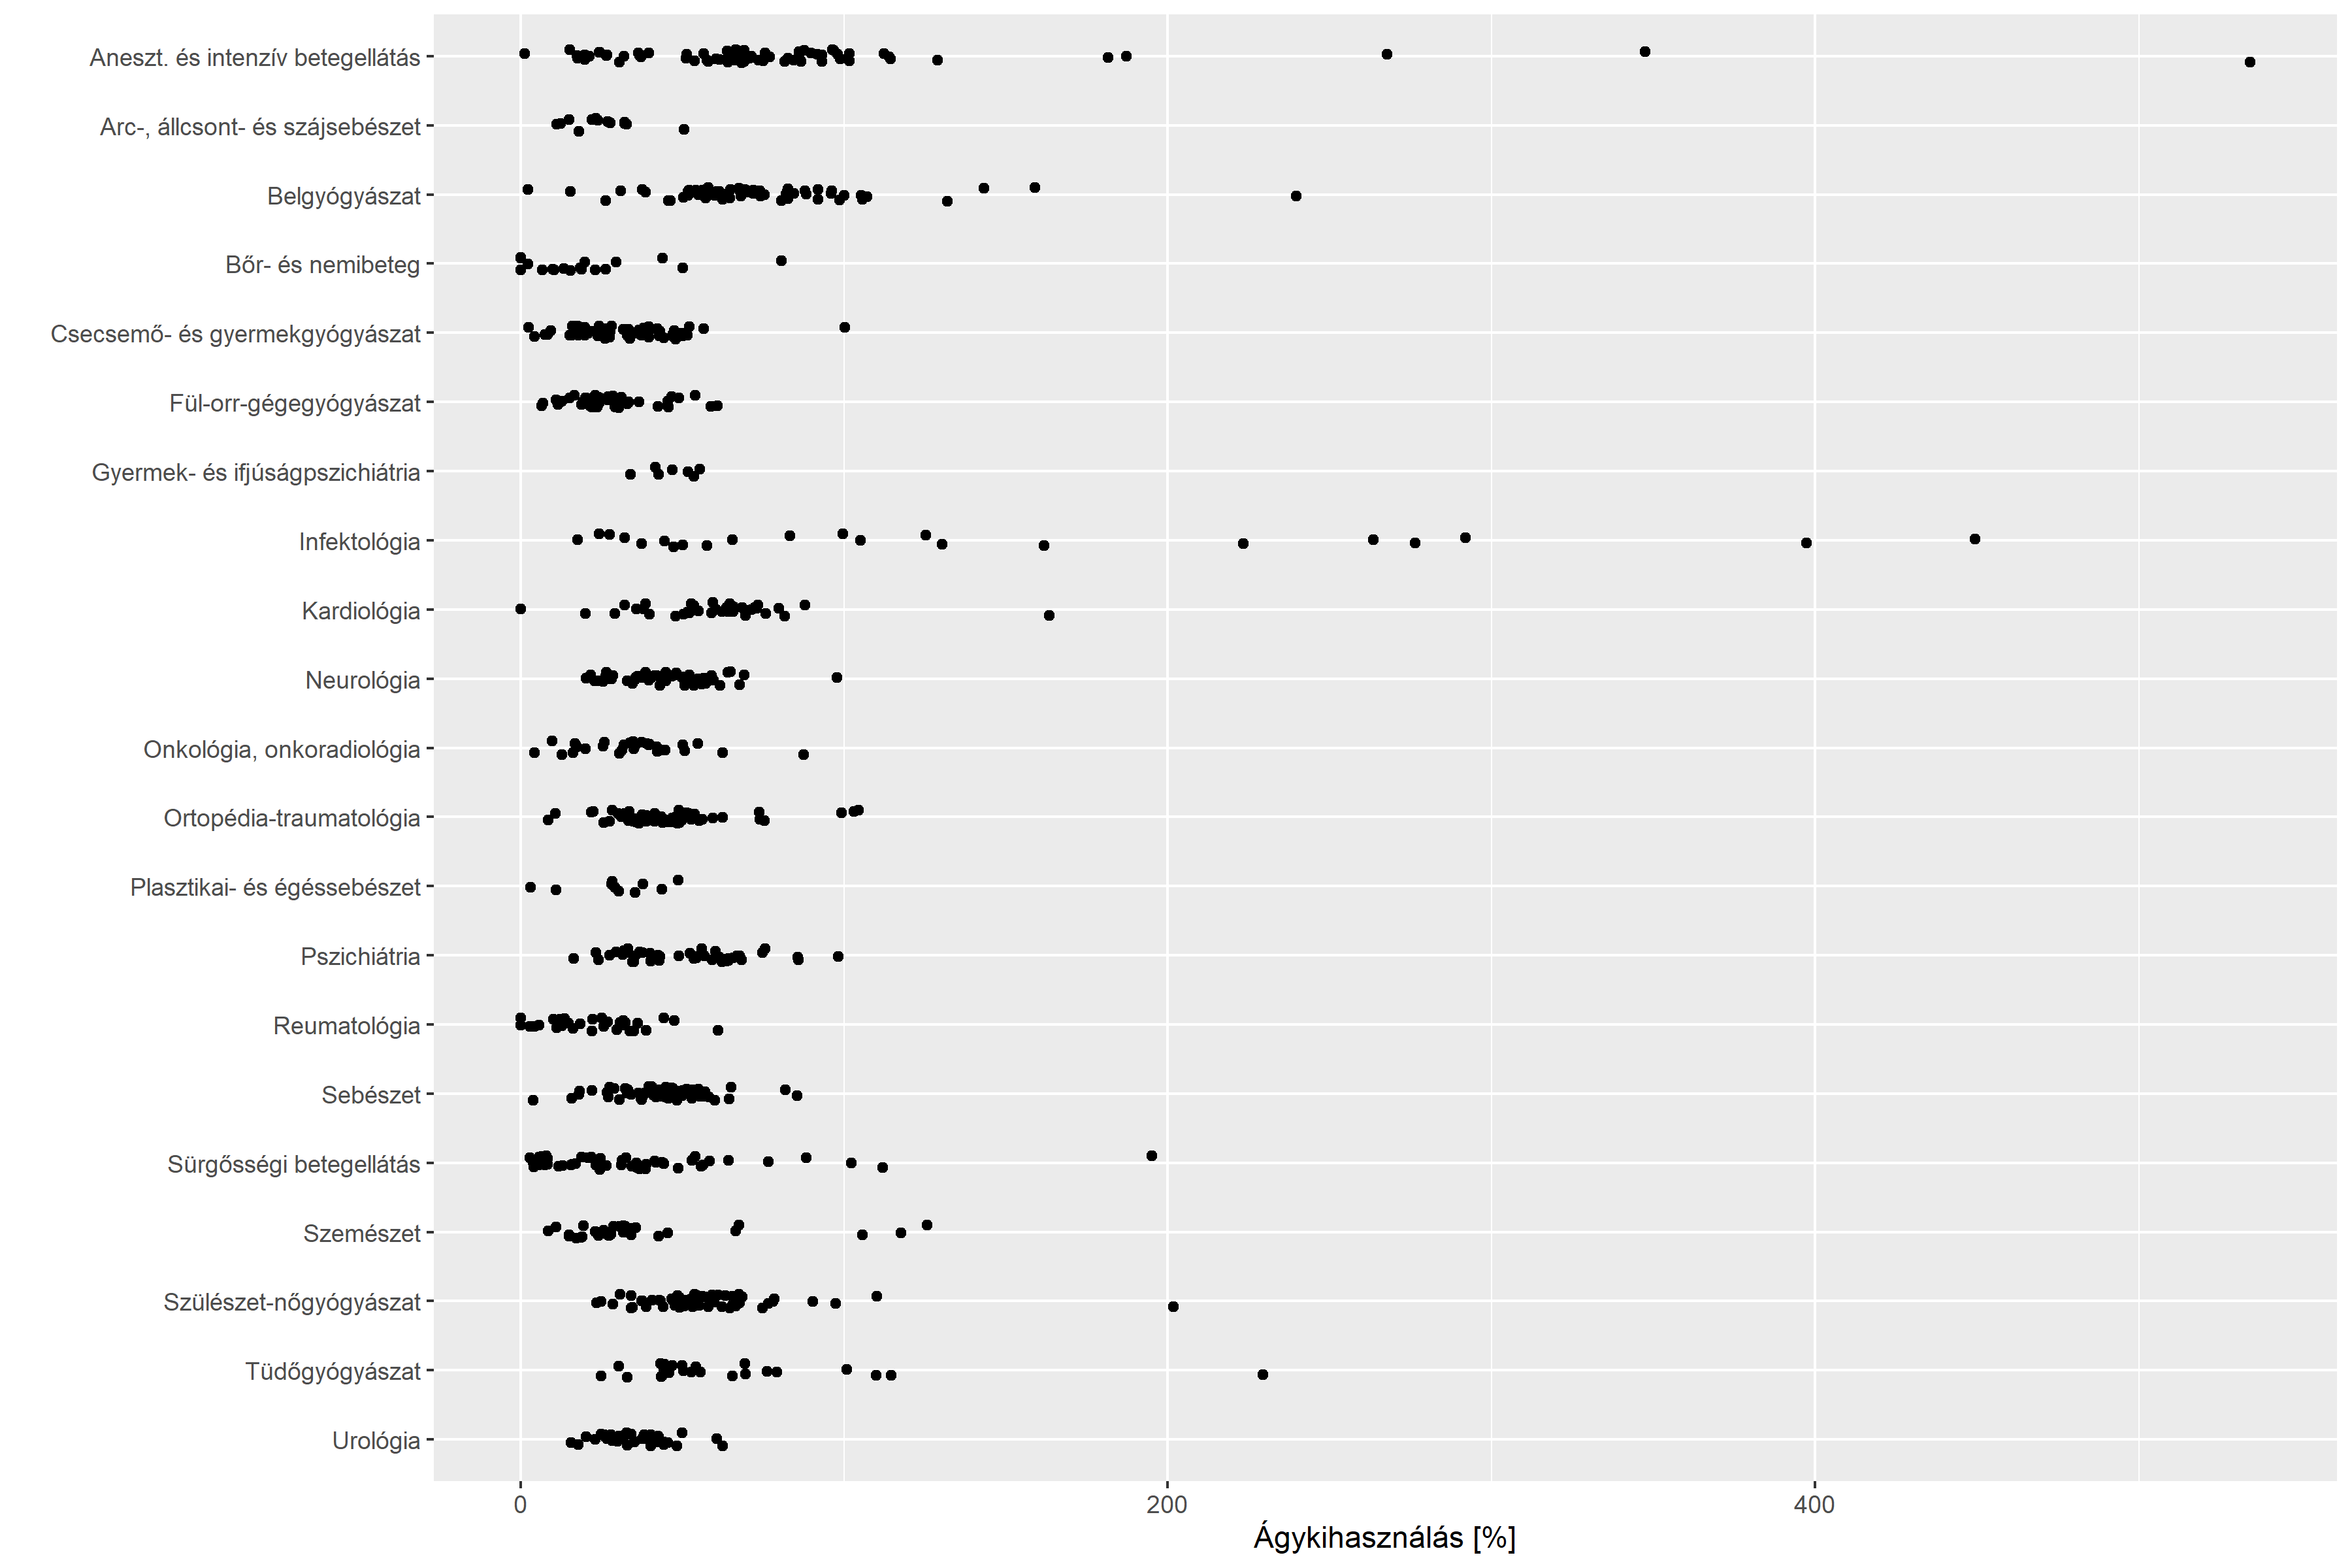 Aneszt. és intenzív betegellátás
Arc-, állcsont- és szájsebészet
Belgyógyászat
Bőr- és nemibeteg
Csecsemő- és gyermekgyógyászat
Fül-orr-gégegyógyászat
Gyermek- és ifjúságpszichiátria
Infektológia
Kardiológia
Neurológia
Onkológia, onkoradiológia
Ortopédia-traumatológia
Plasztikai- és égéssebészet
Pszichiátria
Reumatológia
Sebészet
Sürgősségi betegellátás
Szemészet
Szülészet-nőgyógyászat
Tüdőgyógyászat
Urológia
0 200 400
Ágykihasználás [%]